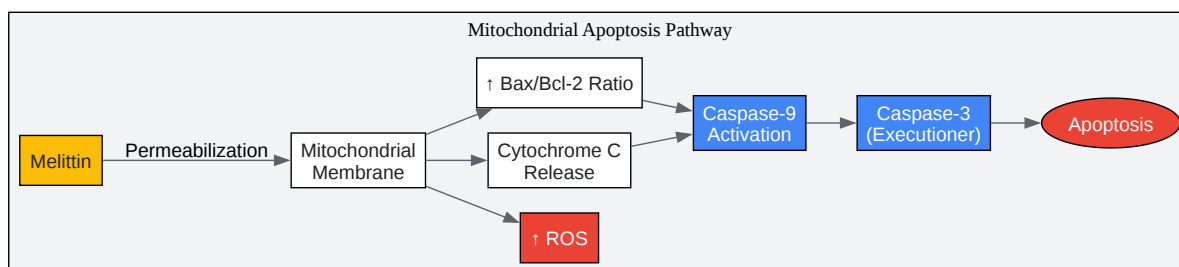 Mitochondrial Apoptosis Pathway
Melittin
Permeabilization
Mitochondrial
Membrane
↑ Bax/Bcl-2 Ratio
Cytochrome C
Release
↑ ROS
Caspase-9
Activation
Caspase-3
(Executioner)
Apoptosis